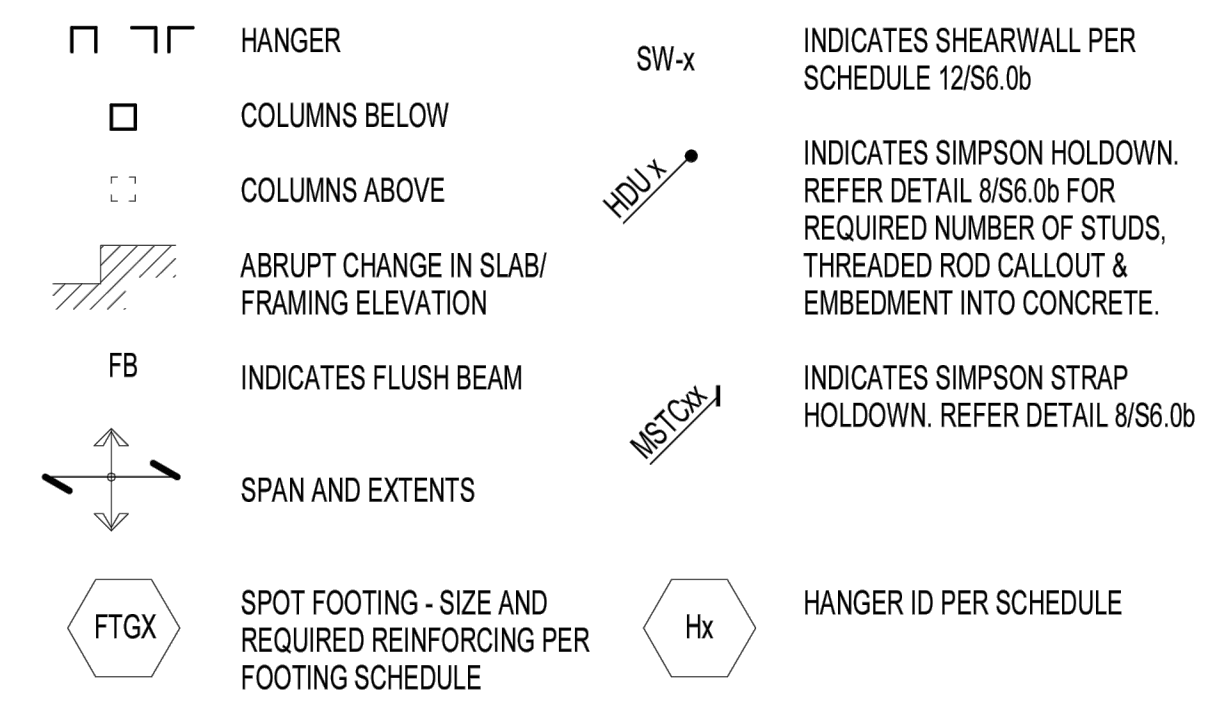 HANGER
COLUMNS BELOW
COLUMNS ABOVE
ABRUPT CHANGE IN SLAB/
FRAMING ELEVATION
FB
INDICATES FLUSH BEAM
SPAN AND EXTENTS
FTGX
SPOT FOOTING - SIZE AND
REQUIRED REINFORCING PER
FOOTING SCHEDULE
SW-x
INDICATES SHEARWALL PER
SCHEDULE 12/S6.0b
HDU x
INDICATES SIMPSON HOLDOWN.
REFER DETAIL 8/S6.0b FOR
REQUIRED NUMBER OF STUDS,
THREADED ROD CALLOUT &
EMBEDMENT INTO CONCRETE.
MSTCxx
INDICATES SIMPSON STRAP
HOLDOWN. REFER DETAIL 8/S6.0b
Hx
HANGER ID PER SCHEDULE